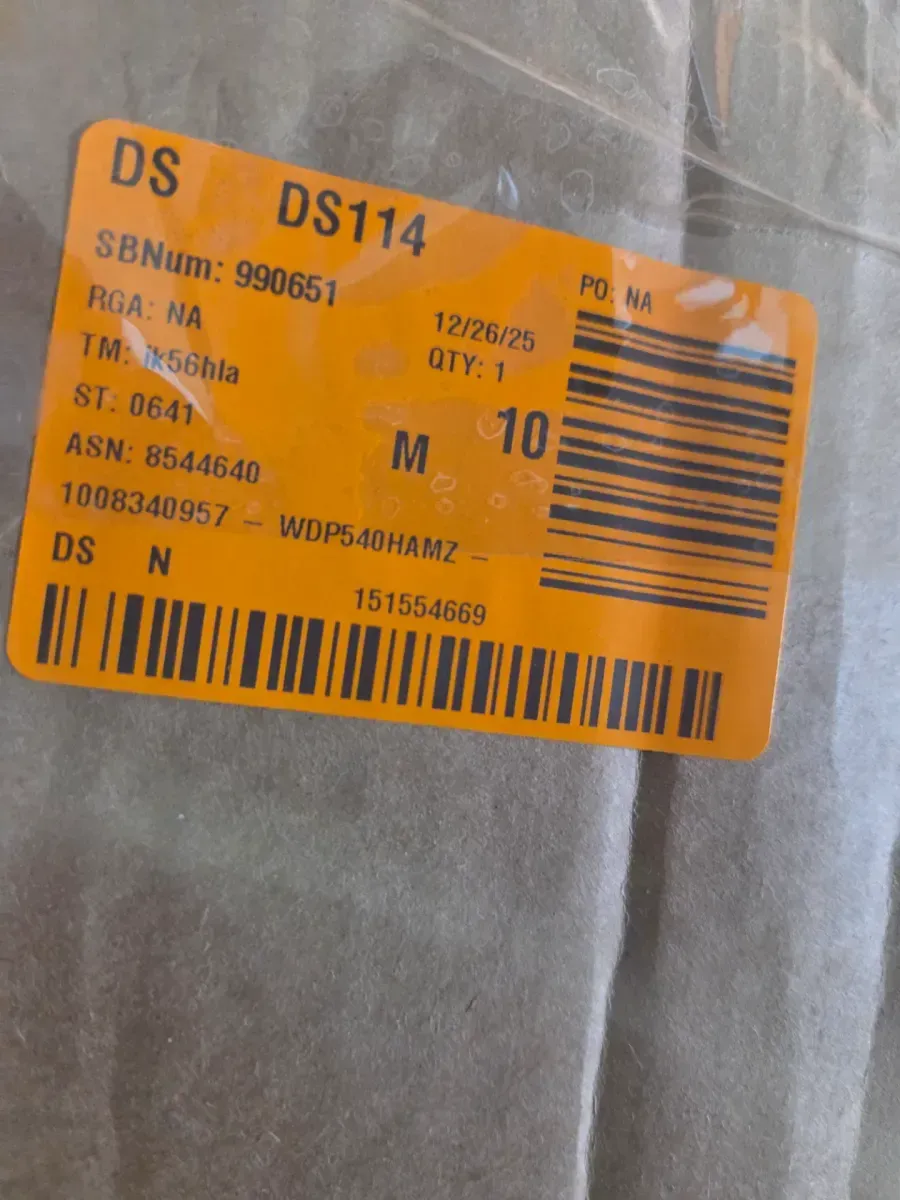 DS DS114
SBNum: 990651
PO: NA
RGA: NA
12/26/25
TM: ik56hla
QTY: 1
ST: 0641
M 10
ASN: 8544640
1008340957 – WDP540HAMZ –
DS N
151554669